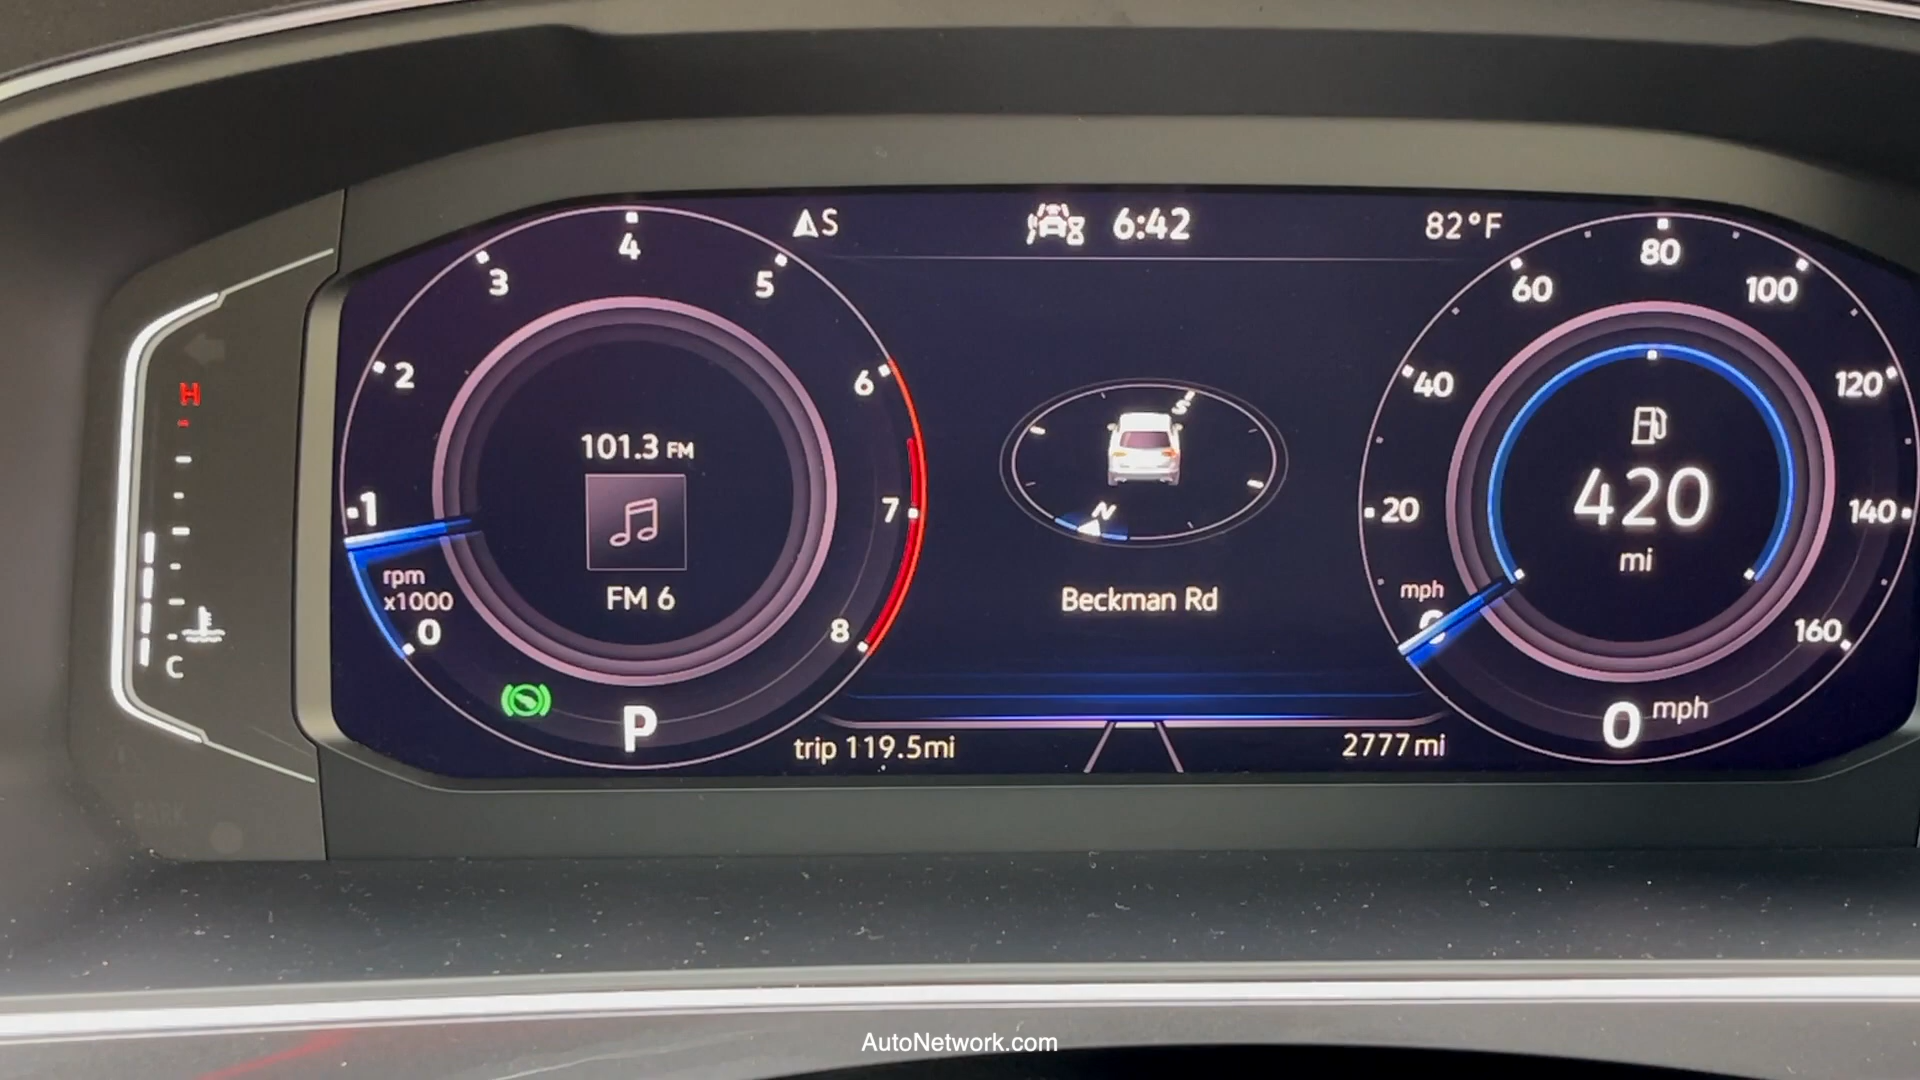 S
6:42
82°F
H
C
0
1
2
3
4
5
6
7
8
rpm
x1000
101.3 FM
FM 6
P
S
N
Beckman Rd
trip 119.5mi
2777mi
20
40
60
80
100
120
140
160
mph
420
mi
0 mph
AutoNetwork.com